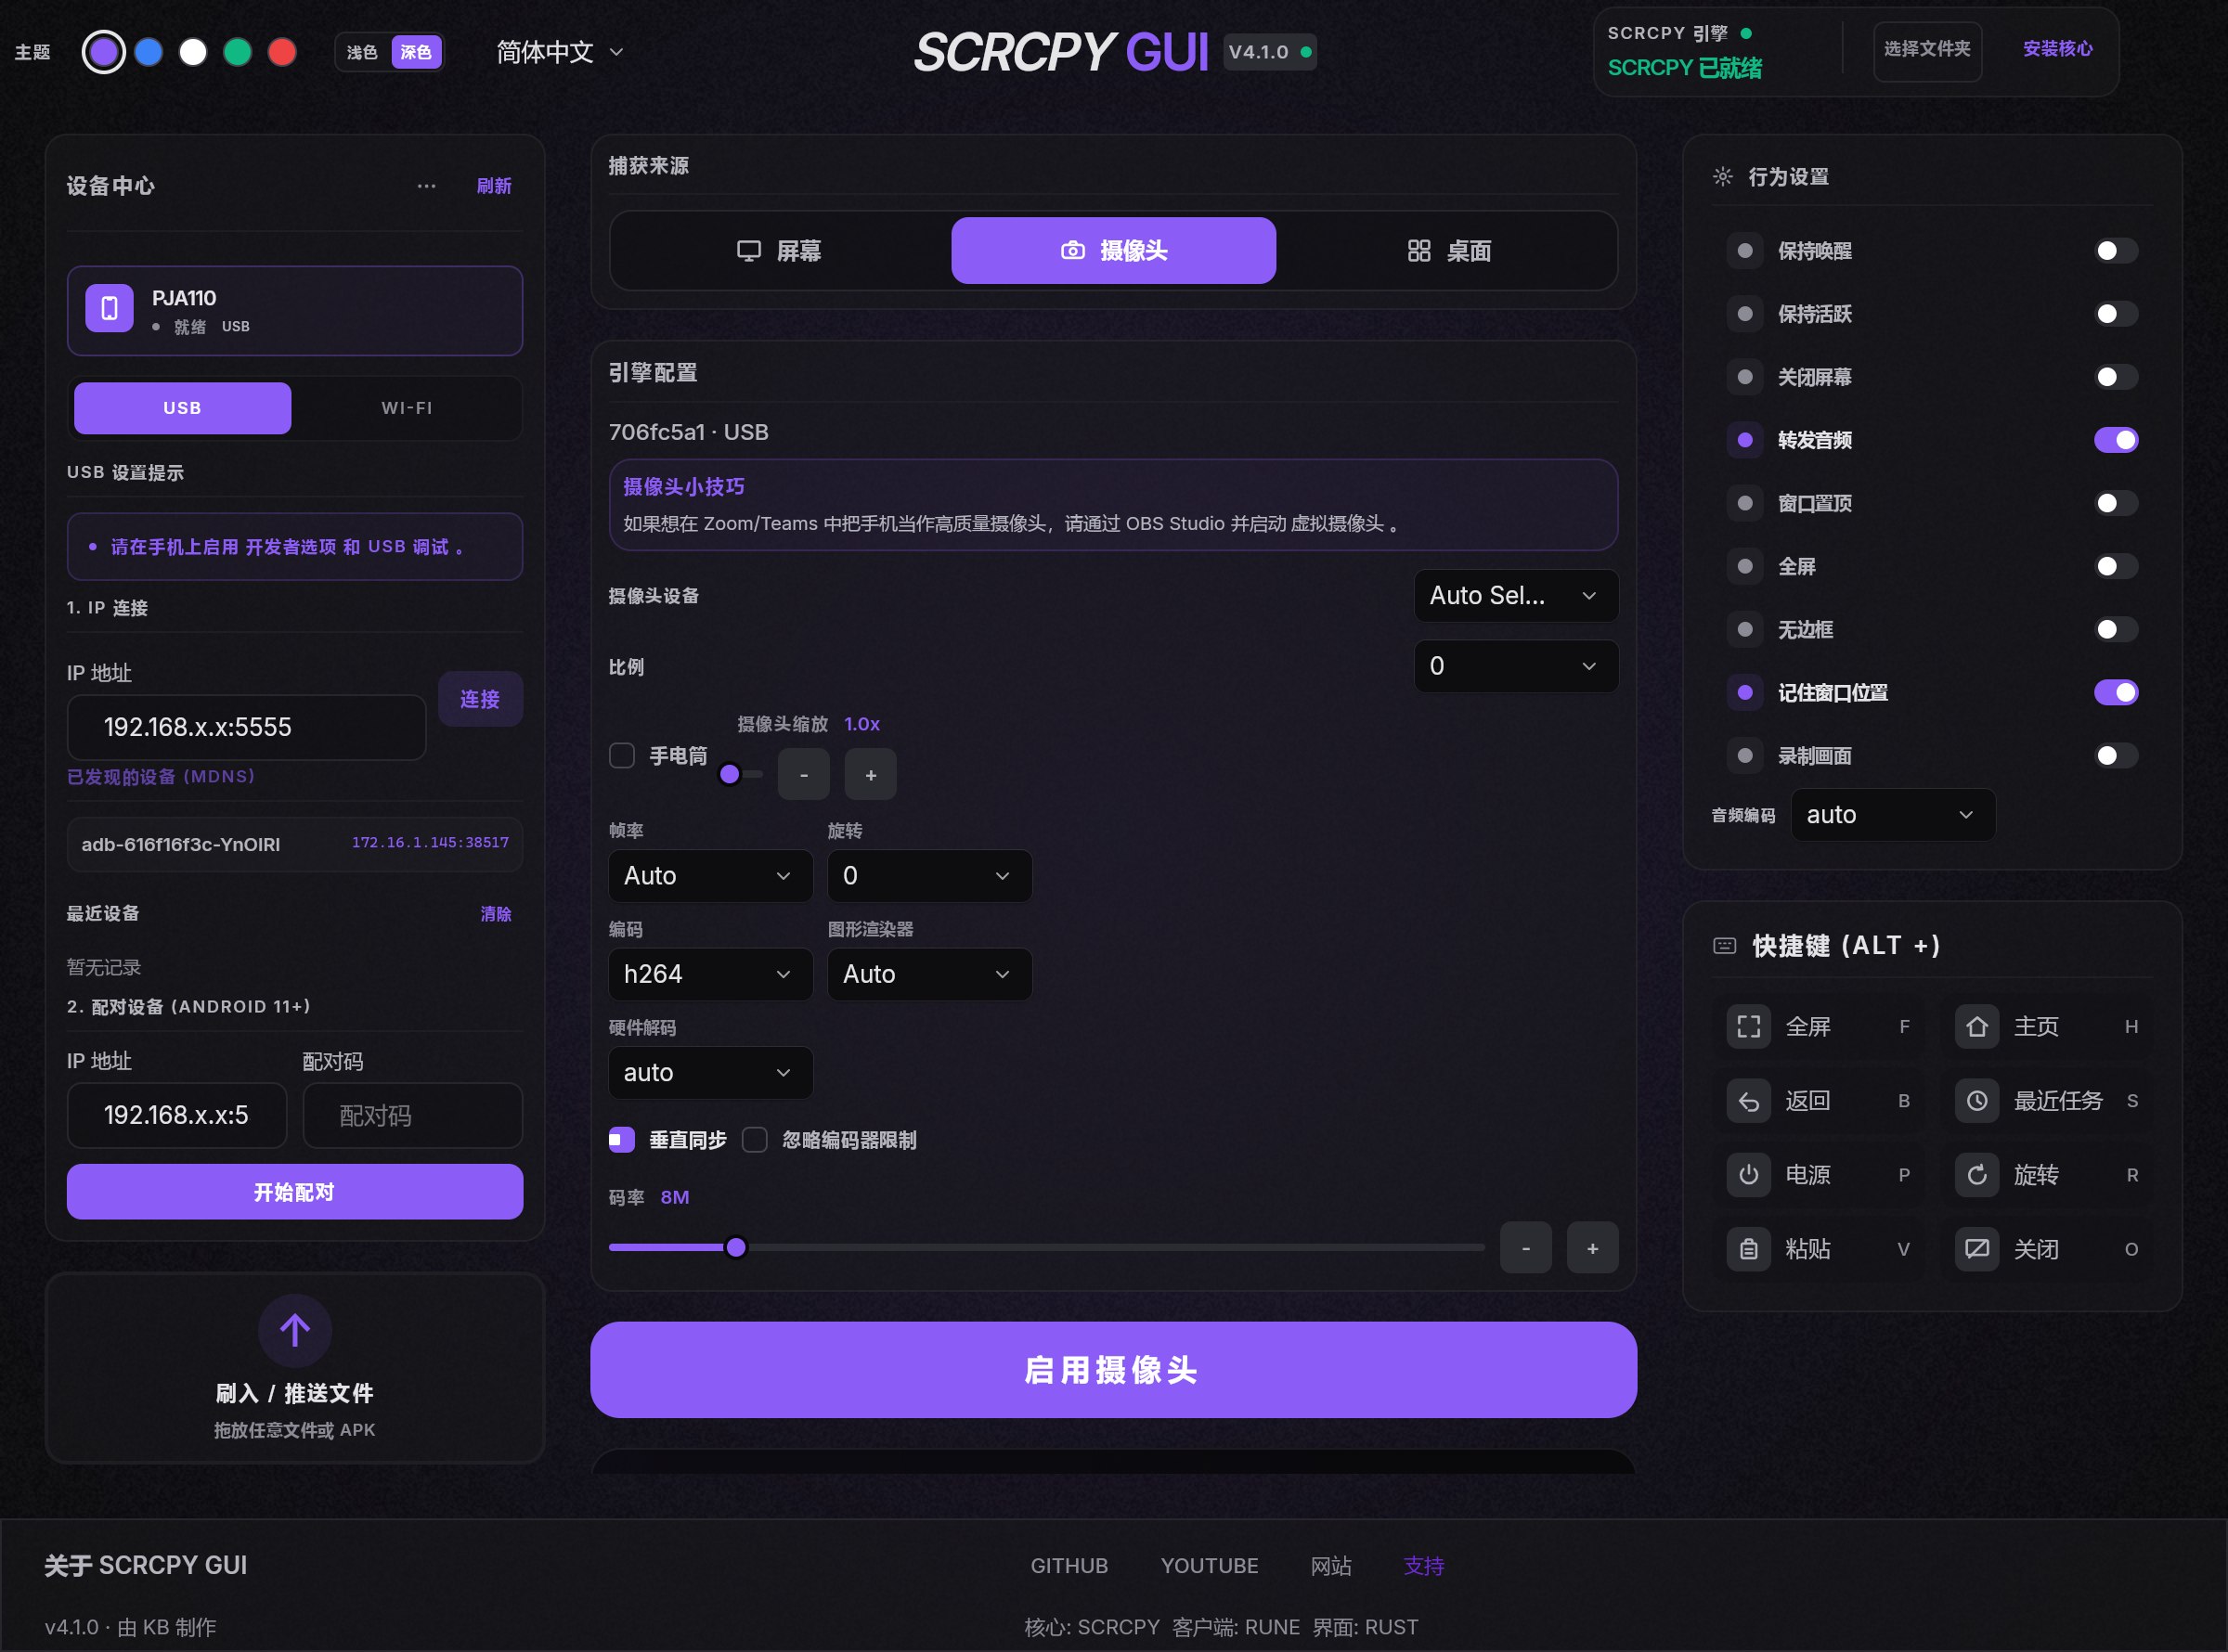 主题
浅色 深色
简体中文
SCRCPY GUI V4.1.0
SCRCPY 引擎
SCRCPY 已就绪
选择文件夹
安装核心
设备中心
刷新
PJA110
就绪 USB
USB WI-FI
USB 设置提示
请在手机上启用 开发者选项 和 USB 调试 。
1. IP 连接
IP 地址
192.168.x.x:5555
连接
已发现的设备 (MDNS)
adb-616f16f3c-YnOIRI 172.16.1.145:38517
最近设备 清除
暂无记录
2. 配对设备 (ANDROID 11+)
IP 地址 配对码
192.168.x.x:5 配对码
开始配对
刷入 / 推送文件
拖放任意文件或 APK
捕获来源
屏幕 摄像头 桌面
引擎配置
706fc5a1 · USB
摄像头小技巧
如果想在 Zoom/Teams 中把手机当作高质量摄像头，请通过 OBS Studio 并启动 虚拟摄像头 。
摄像头设备 Auto Sel...
比例 0
摄像头缩放 1.0x
手电筒 - +
帧率 旋转
Auto 0
编码 图形渲染器
h264 Auto
硬件解码
auto
垂直同步 忽略编码器限制
码率 8M
- +
启用摄像头
行为设置
保持唤醒
保持活跃
关闭屏幕
转发音频
窗口置顶
全屏
无边框
记住窗口位置
录制画面
音频编码 auto
快捷键 (ALT +)
全屏 F 主页 H
返回 B 最近任务 S
电源 P 旋转 R
粘贴 V 关闭 O
关于 SCRCPY GUI
GITHUB YOUTUBE 网站 支持
v4.1.0 · 由 KB 制作
核心: SCRCPY 客户端: RUNE 界面: RUST